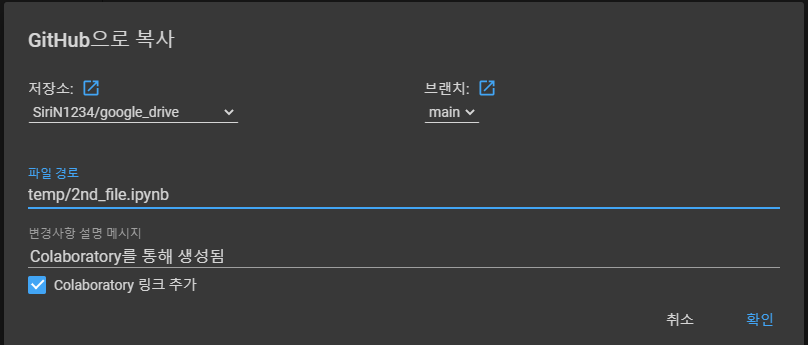 GitHub으로 복사
저장소:
브랜치:
SiriN1234/google_drive
main
파일 경로
temp/2nd_file.ipynb
변경사항 설명 메시지
Colaboratory를 통해 생성됨
Colaboratory 링크 추가
취소
확인